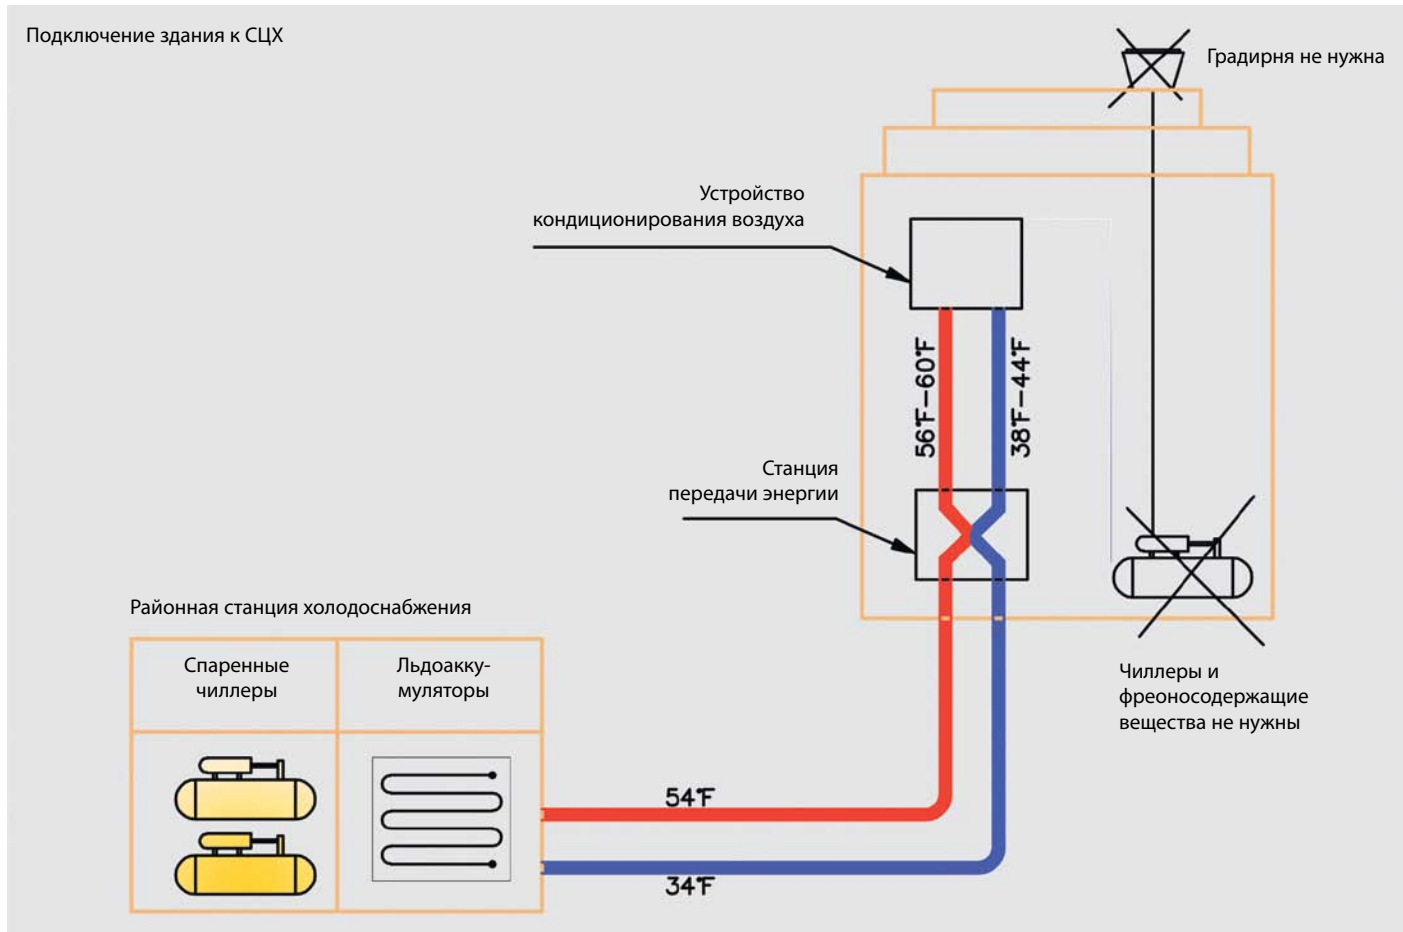 Подключение здания к СЦХ
Градирня не нужна
Устройство
кондиционирования воздуха
56°F–60°F
38°F–44°F
Станция
передачи энергии
Районная станция холодоснабжения
Спаренные
чиллеры
Льдоакку-
муляторы
Чиллеры и
фреоносодержащие
вещества не нужны
54°F
34°F